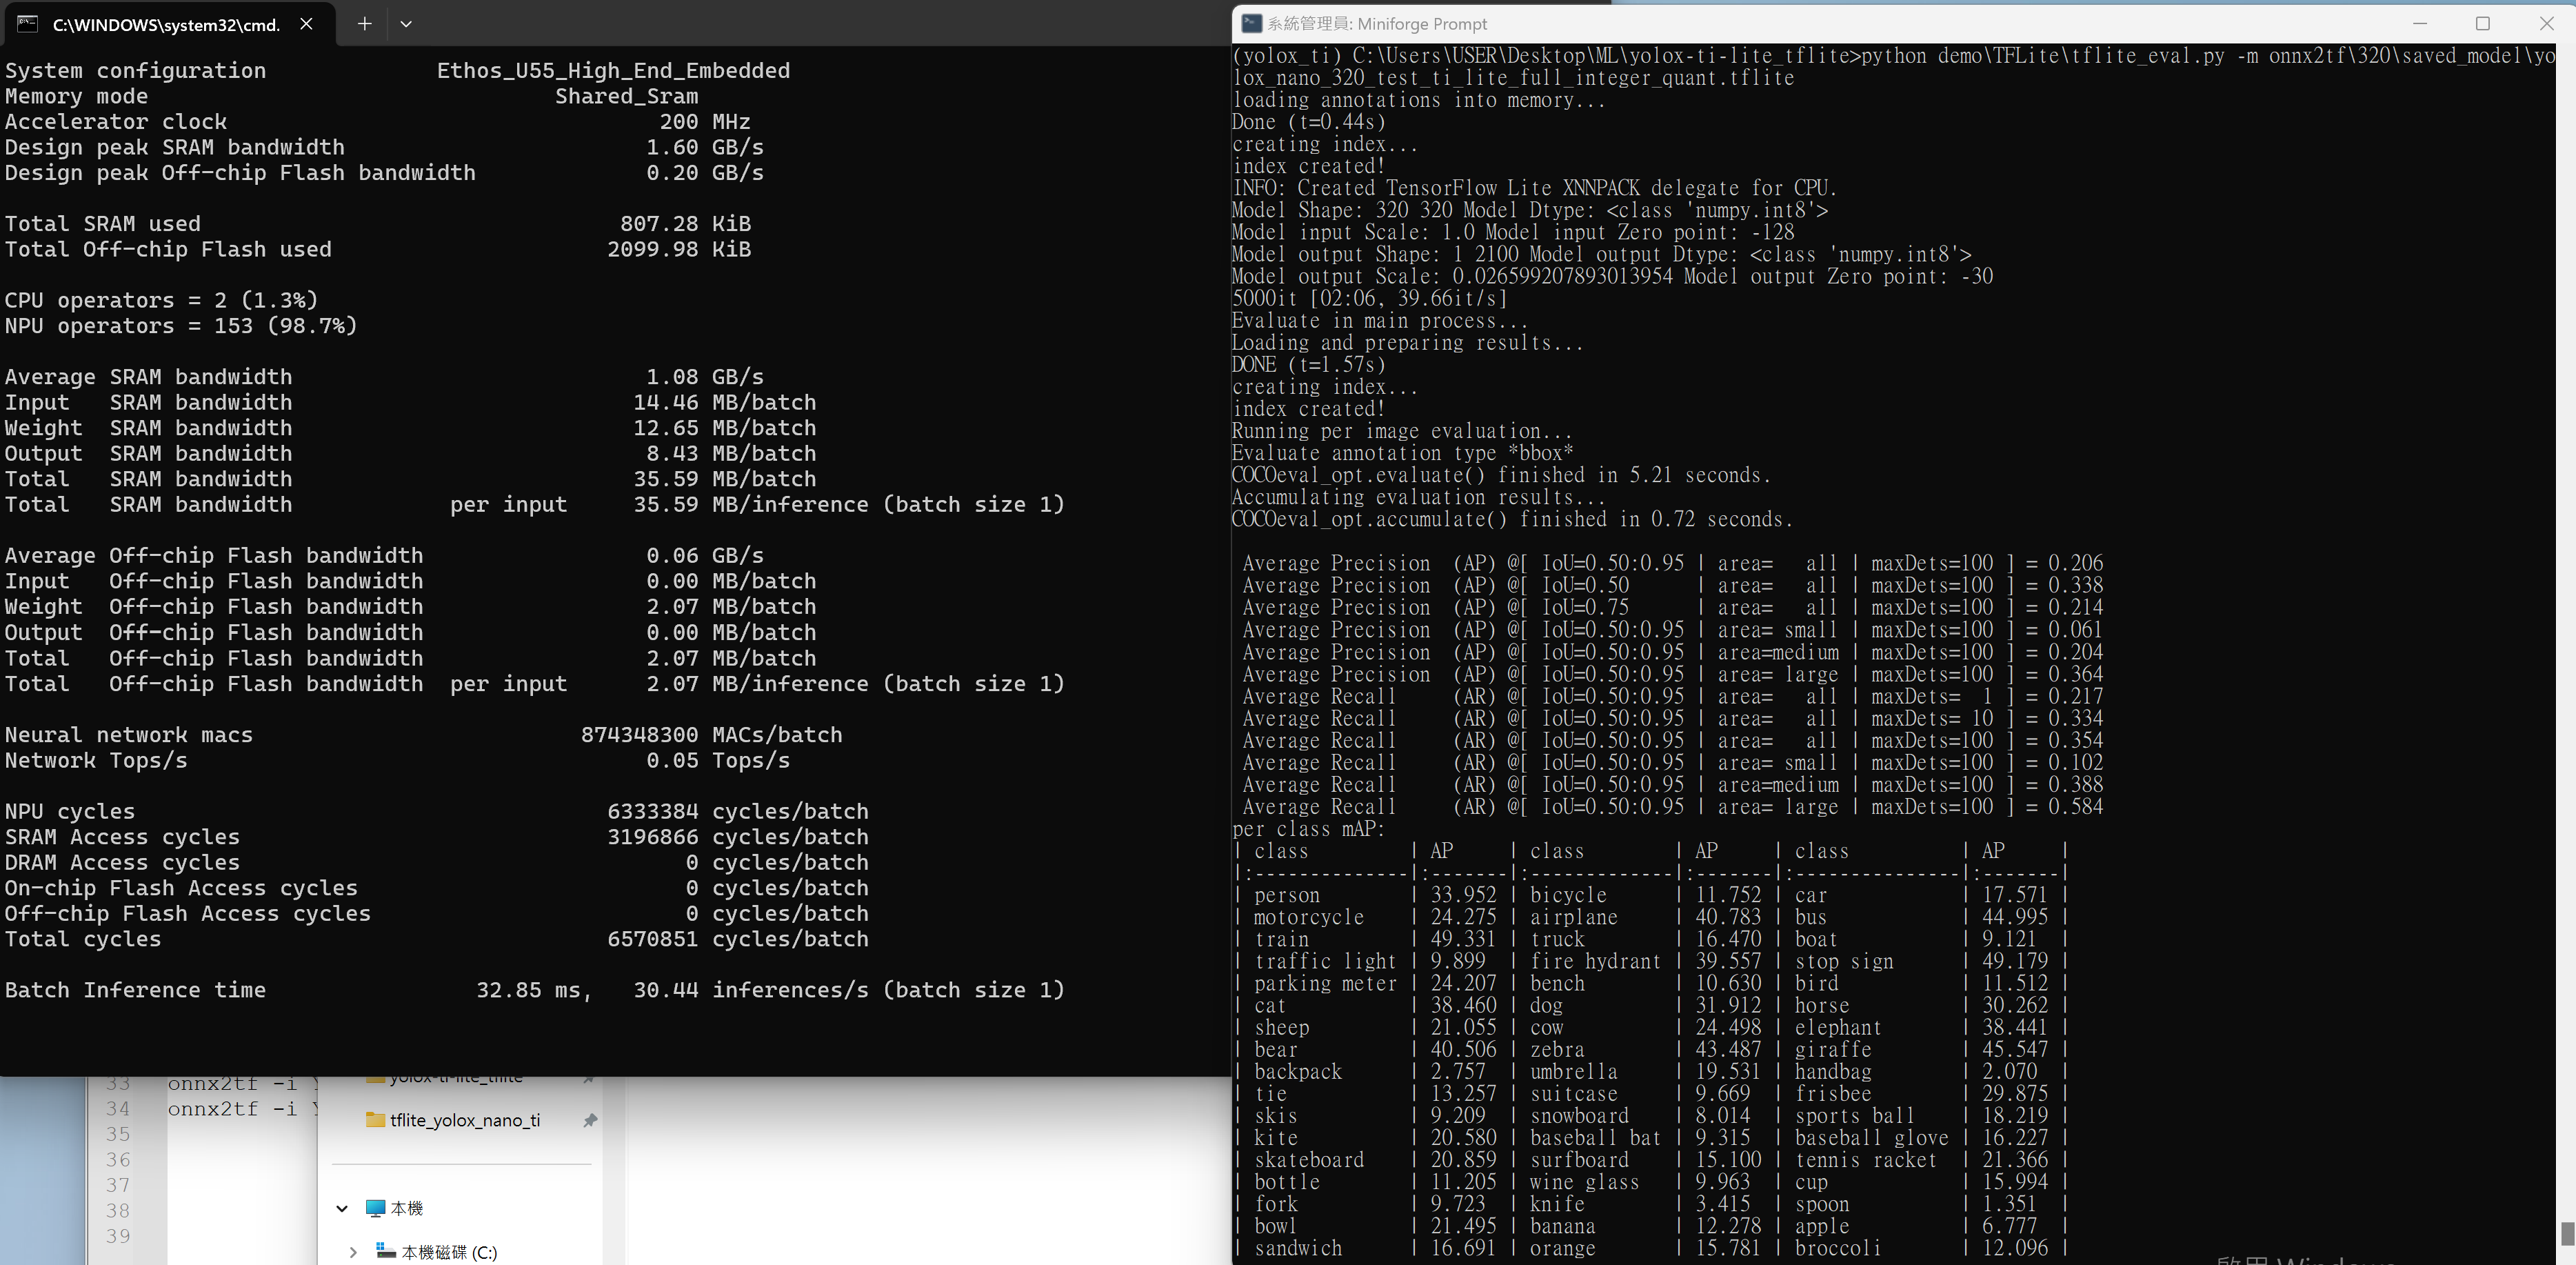 C:\WINDOWS\system32\cmd.
System configuration Ethos_U55_High_End_Embedded
Memory mode Shared_Sram
Accelerator clock 200 MHz
Design peak SRAM bandwidth 1.60 GB/s
Design peak Off-chip Flash bandwidth 0.20 GB/s
Total SRAM used 807.28 KiB
Total Off-chip Flash used 2099.98 KiB
CPU operators = 2 (1.3%)
NPU operators = 153 (98.7%)
Average SRAM bandwidth 1.08 GB/s
Input SRAM bandwidth 14.46 MB/batch
Weight SRAM bandwidth 12.65 MB/batch
Output SRAM bandwidth 8.43 MB/batch
Total SRAM bandwidth 35.59 MB/batch
Total SRAM bandwidth per input 35.59 MB/inference (batch size 1)
Average Off-chip Flash bandwidth 0.06 GB/s
Input Off-chip Flash bandwidth 0.00 MB/batch
Weight Off-chip Flash bandwidth 2.07 MB/batch
Output Off-chip Flash bandwidth 0.00 MB/batch
Total Off-chip Flash bandwidth 2.07 MB/batch
Total Off-chip Flash bandwidth per input 2.07 MB/inference (batch size 1)
Neural network macs 874348300 MACs/batch
Network Tops/s 0.05 Tops/s
NPU cycles 6333384 cycles/batch
SRAM Access cycles 3196866 cycles/batch
DRAM Access cycles 0 cycles/batch
On-chip Flash Access cycles 0 cycles/batch
Off-chip Flash Access cycles 0 cycles/batch
Total cycles 6570851 cycles/batch
Batch Inference time 32.85 ms, 30.44 inferences/s (batch size 1)
33 onnx2tf -i
34 onnx2tf -i
35
36
37
38
39
yolox-ti-lite_tflite
tflite_yolox_nano_ti
本機
本機磁碟 (C:)
系統管理員: Miniforge Prompt
(yolox_ti) C:\Users\USER\Desktop\ML\yolox-ti-lite_tflite>python demo\TFLite\tflite_eval.py -m onnx2tf\320\saved_model\yo
lox_nano_320_test_ti_lite_full_integer_quant.tflite
loading annotations into memory...
Done (t=0.44s)
creating index...
index created!
INFO: Created TensorFlow Lite XNNPACK delegate for CPU.
Model Shape: 320 320 Model Dtype: <class 'numpy.int8'>
Model input Scale: 1.0 Model input Zero point: -128
Model output Shape: 1 2100 Model output Dtype: <class 'numpy.int8'>
Model output Scale: 0.026599207893013954 Model output Zero point: -30
5000it [02:06, 39.66it/s]
Evaluate in main process...
Loading and preparing results...
DONE (t=1.57s)
creating index...
index created!
Running per image evaluation...
Evaluate annotation type *bbox*
COCOeval_opt.evaluate() finished in 5.21 seconds.
Accumulating evaluation results...
COCOeval_opt.accumulate() finished in 0.72 seconds.
Average Precision (AP) @[ IoU=0.50:0.95 | area= all | maxDets=100 ] = 0.206
Average Precision (AP) @[ IoU=0.50 | area= all | maxDets=100 ] = 0.338
Average Precision (AP) @[ IoU=0.75 | area= all | maxDets=100 ] = 0.214
Average Precision (AP) @[ IoU=0.50:0.95 | area= small | maxDets=100 ] = 0.061
Average Precision (AP) @[ IoU=0.50:0.95 | area=medium | maxDets=100 ] = 0.204
Average Precision (AP) @[ IoU=0.50:0.95 | area= large | maxDets=100 ] = 0.364
Average Recall (AR) @[ IoU=0.50:0.95 | area= all | maxDets= 1 ] = 0.217
Average Recall (AR) @[ IoU=0.50:0.95 | area= all | maxDets= 10 ] = 0.334
Average Recall (AR) @[ IoU=0.50:0.95 | area= all | maxDets=100 ] = 0.354
Average Recall (AR) @[ IoU=0.50:0.95 | area= small | maxDets=100 ] = 0.102
Average Recall (AR) @[ IoU=0.50:0.95 | area=medium | maxDets=100 ] = 0.388
Average Recall (AR) @[ IoU=0.50:0.95 | area= large | maxDets=100 ] = 0.584
per class mAP:
| class | AP | class | AP | class | AP |
|:--------------|:-------|:-------------|:-------|:---------------|:-------|
| person | 33.952 | bicycle | 11.752 | car | 17.571 |
| motorcycle | 24.275 | airplane | 40.783 | bus | 44.995 |
| train | 49.331 | truck | 16.470 | boat | 9.121 |
| traffic light | 9.899 | fire hydrant | 39.557 | stop sign | 49.179 |
| parking meter | 24.207 | bench | 10.630 | bird | 11.512 |
| cat | 38.460 | dog | 31.912 | horse | 30.262 |
| sheep | 21.055 | cow | 24.498 | elephant | 38.441 |
| bear | 40.506 | zebra | 43.487 | giraffe | 45.547 |
| backpack | 2.757 | umbrella | 19.531 | handbag | 2.070 |
| tie | 13.257 | suitcase | 9.669 | frisbee | 29.875 |
| skis | 9.209 | snowboard | 8.014 | sports ball | 18.219 |
| kite | 20.580 | baseball bat | 9.315 | baseball glove | 16.227 |
| skateboard | 20.859 | surfboard | 15.100 | tennis racket | 21.366 |
| bottle | 11.205 | wine glass | 9.963 | cup | 15.994 |
| fork | 9.723 | knife | 3.415 | spoon | 1.351 |
| bowl | 21.495 | banana | 12.278 | apple | 6.777 |
| sandwich | 16.691 | orange | 15.781 | broccoli | 12.096 |